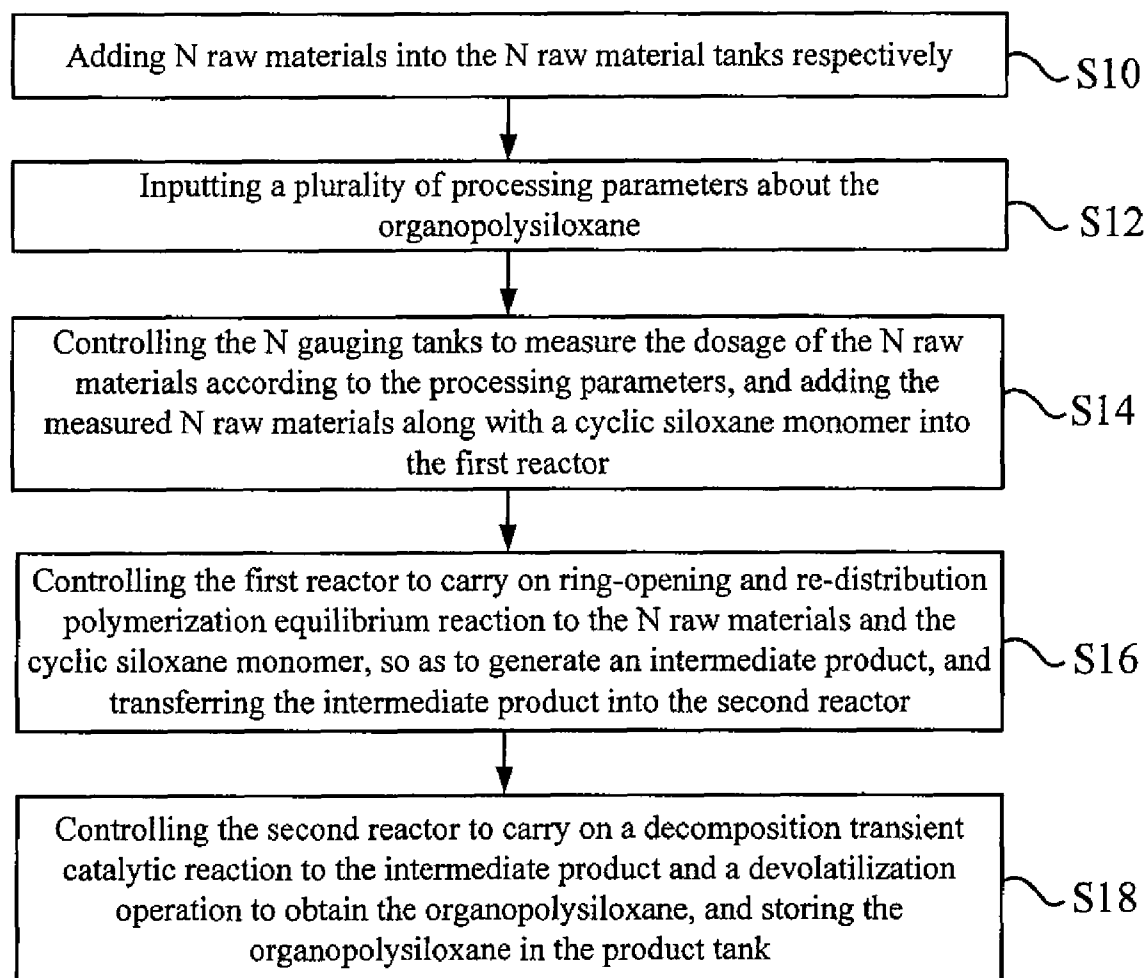 Adding N raw materials into the N raw material tanks respectively
S10
Inputting a plurality of processing parameters about the
organopolysiloxane
S12
Controlling the N gauging tanks to measure the dosage of the N raw
materials according to the processing parameters, and adding the
measured N raw materials along with a cyclic siloxane monomer into
the first reactor
S14
Controlling the first reactor to carry on ring-opening and re-distribution
polymerization equilibrium reaction to the N raw materials and the
cyclic siloxane monomer, so as to generate an intermediate product, and
transferring the intermediate product into the second reactor
S16
Controlling the second reactor to carry on a decomposition transient
catalytic reaction to the intermediate product and a devolatilization
operation to obtain the organopolysiloxane, and storing the
organopolysiloxane in the product tank
S18